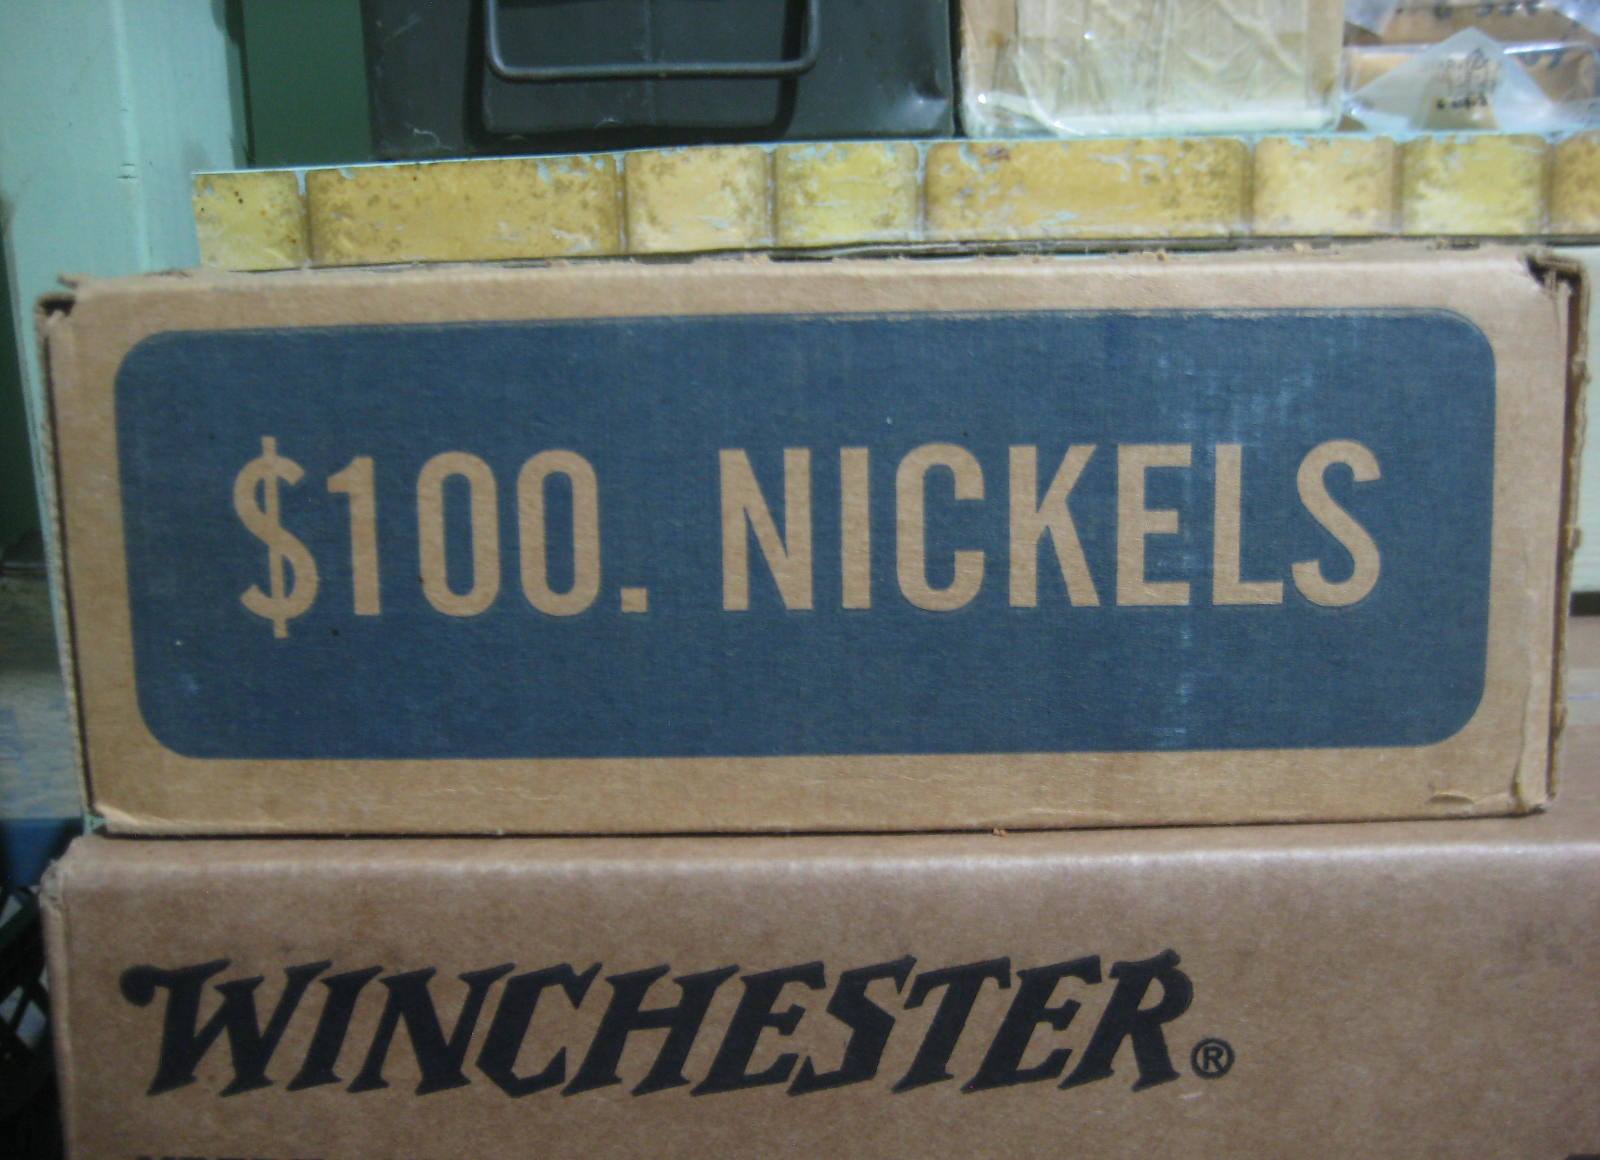 $100. NICKELS
WINCHESTER®